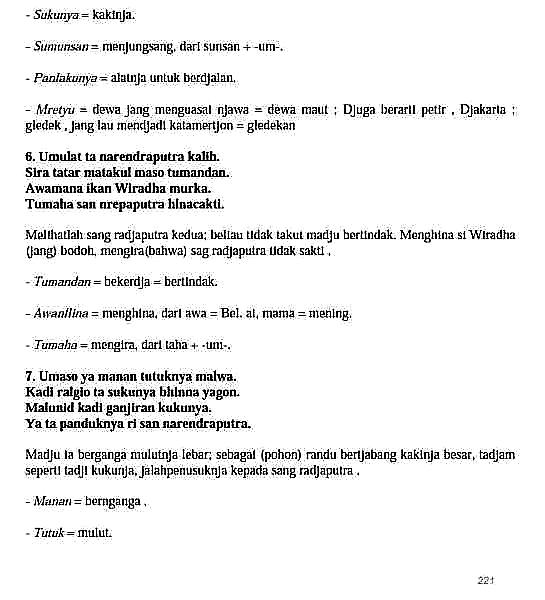 - Sukunya = kakinja.
- Sumunsan = menjungsang, dari sunsan + -um-.
- Panlakunya = alatnja untuk berdjalan.
- Mretyu = dewa jang menguasai njawa = dewa maut ; Djuga berarti petir , Djakarta ;
gledek , jang lau mendjadi katamertjon = gledekan
6. Umulat ta narendraputra kalih.
Sira tatar matakul maso tumandan.
Awamana ikan Wiradha murka.
Tumaha san nrepaputra hinacakti.
Melihatlah sang radjaputra kedua; beliau tidak takut madju bertindak. Menghina si Wiradha
(jang) bodoh, mengira(bahwa) sag radjaputra tidak sakti .
- Tumandan = bekerdja = bertindak.
- Awanilina = menghina, dari awa = Bel. al, mama = mening.
- Tumaha = mengira, dari taha + -um-.
7. Umaso ya manan tutuknya malwa.
Kadi ralgio ta sukunya bhinna yagon.
Malunid kadi ganjiran kukunya.
Ya ta panduknya ri san narendraputra.
Madju ia berganga mulutnja lebar; sebagai (pohon) randu bertjabang kakinja besar, tadjam
seperti tadji kukunja, jalahpenusuknja kepada sang radjaputra .
- Manan = bernganga .
- Tutuk = mulut.
221